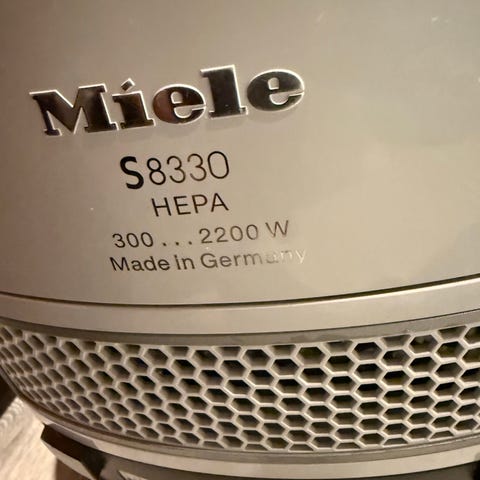 Miele
S8330
HEPA
300...2200 W
Made in Germany